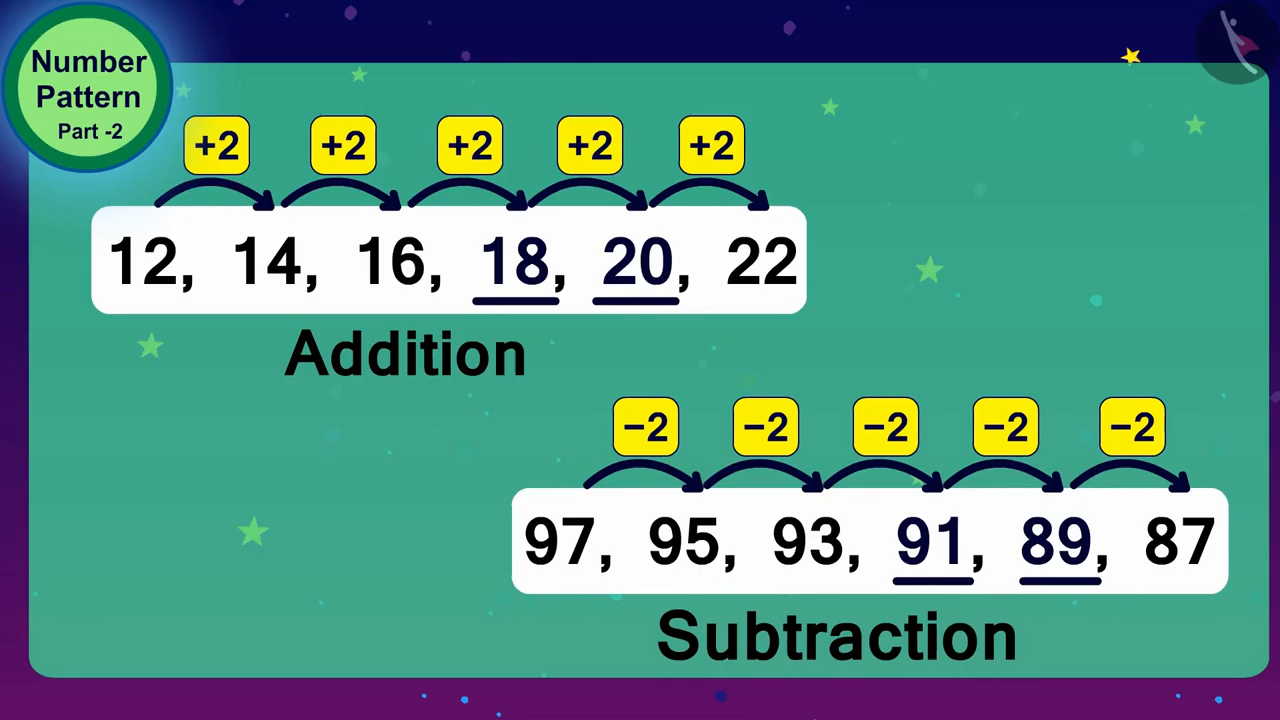 Number
Pattern
Part -2
+2 +2 +2 +2 +2
12, 14, 16, 18, 20, 22
Addition
−2 −2 −2 −2 −2
97, 95, 93, 91, 89, 87
Subtraction